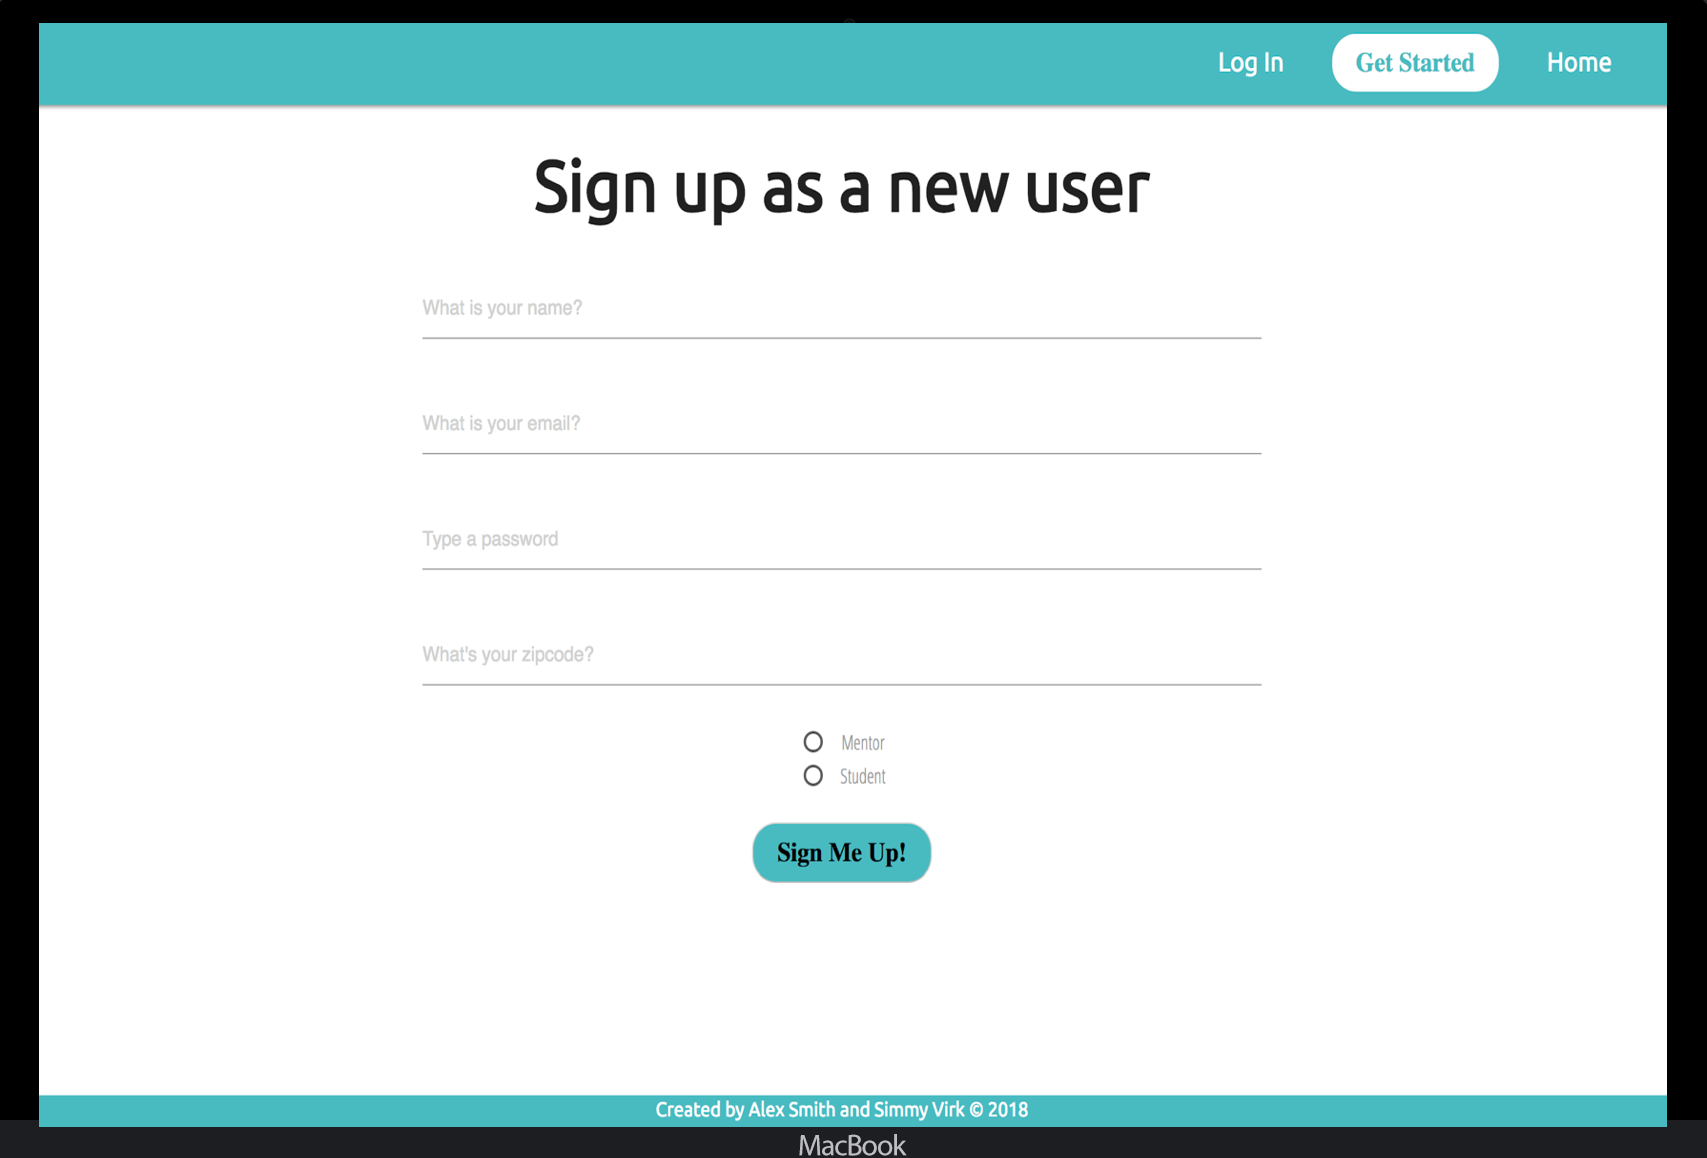 Log In Get Started Home
Sign up as a new user
What is your name?
What is your email?
Type a password
What's your zipcode?
Mentor
Student
Sign Me Up!
Created by Alex Smith and Simmy Virk © 2018
MacBook